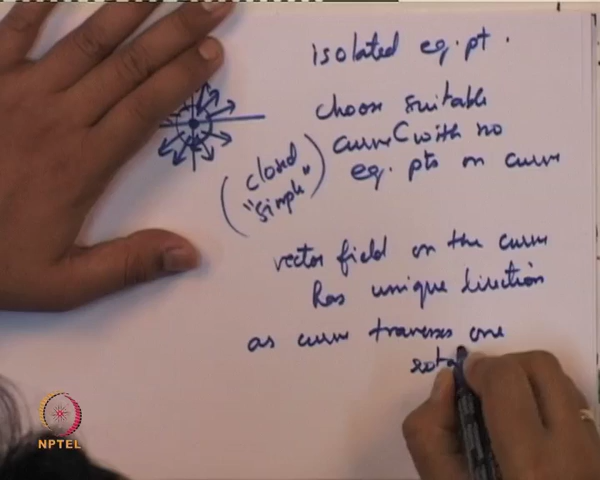 isolated eq. pt.
choose suitable
curve C with no
eq. pts on curve
(closed
"simple")
vector field on the curve
has unique direction
as curve traverses one
rota
NPTEL